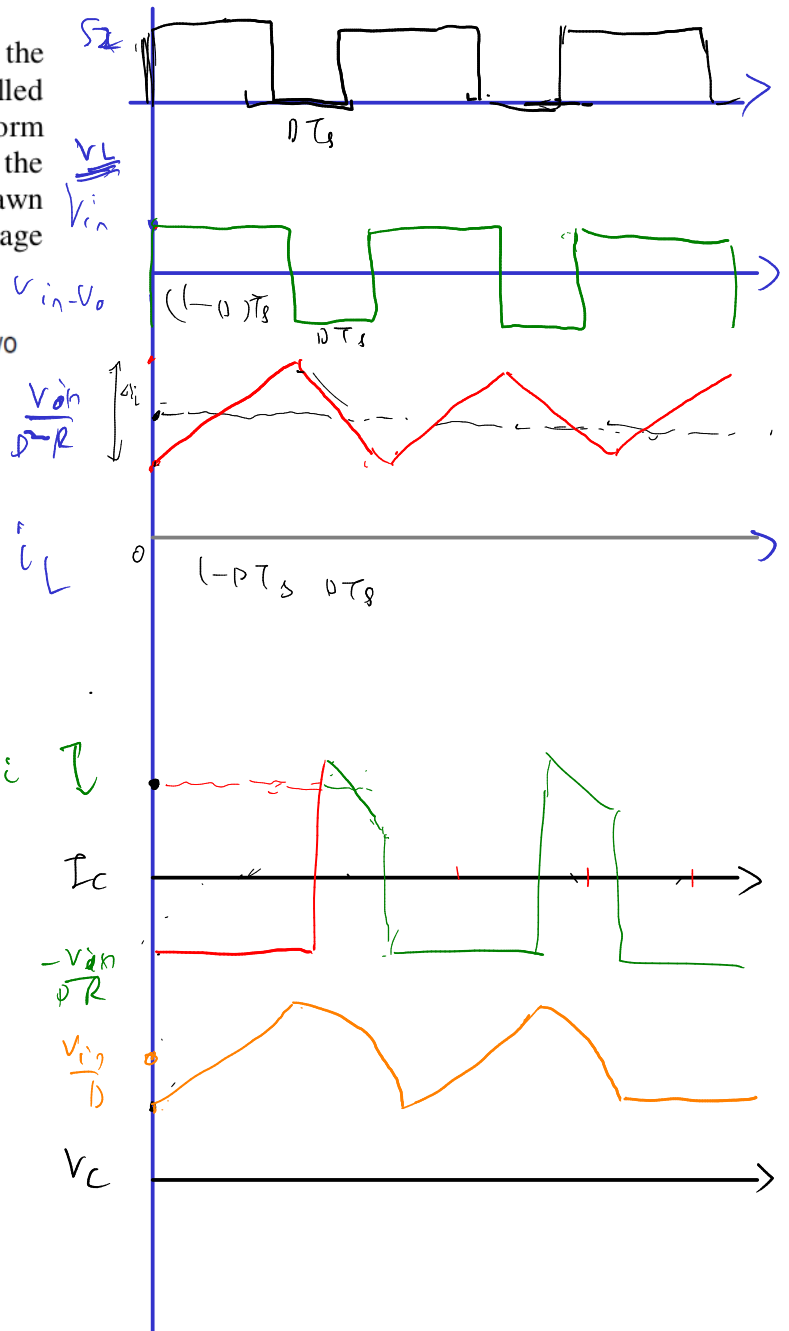 the
lled
orm
the
awn
age
vo
DTs
VL
Vin
Vin-Vo
(1-D)Ts
DTs
Δi
Vin
D²R
0
iL
1-DTs DTs
i
Ic
-Vin
DR
Vin
D
Vc